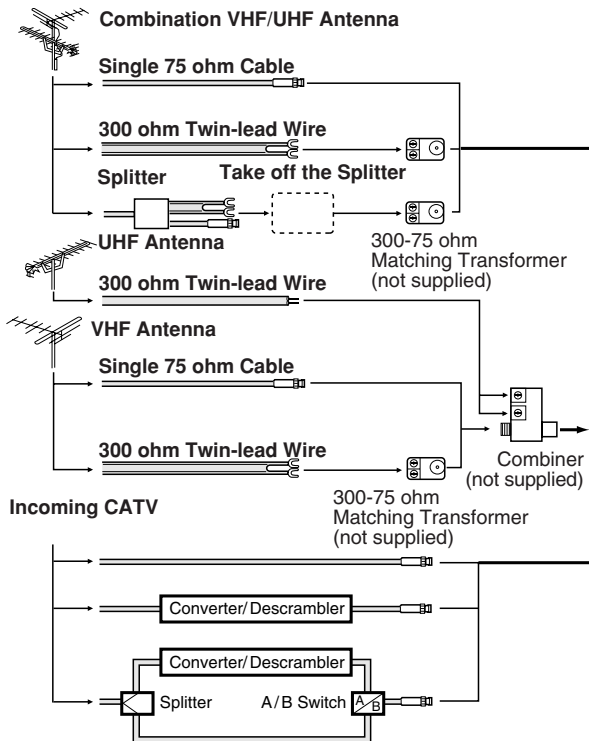 Combination VHF/UHF Antenna
Single 75 ohm Cable
300 ohm Twin-lead Wire
Splitter
Take off the Splitter
UHF Antenna
300-75 ohm
Matching Transformer
(not supplied)
300 ohm Twin-lead Wire
VHF Antenna
Single 75 ohm Cable
300 ohm Twin-lead Wire
Combiner
(not supplied)
300-75 ohm
Matching Transformer
(not supplied)
Incoming CATV
Converter/Descrambler
Converter/Descrambler
Splitter
A/B Switch
A/B